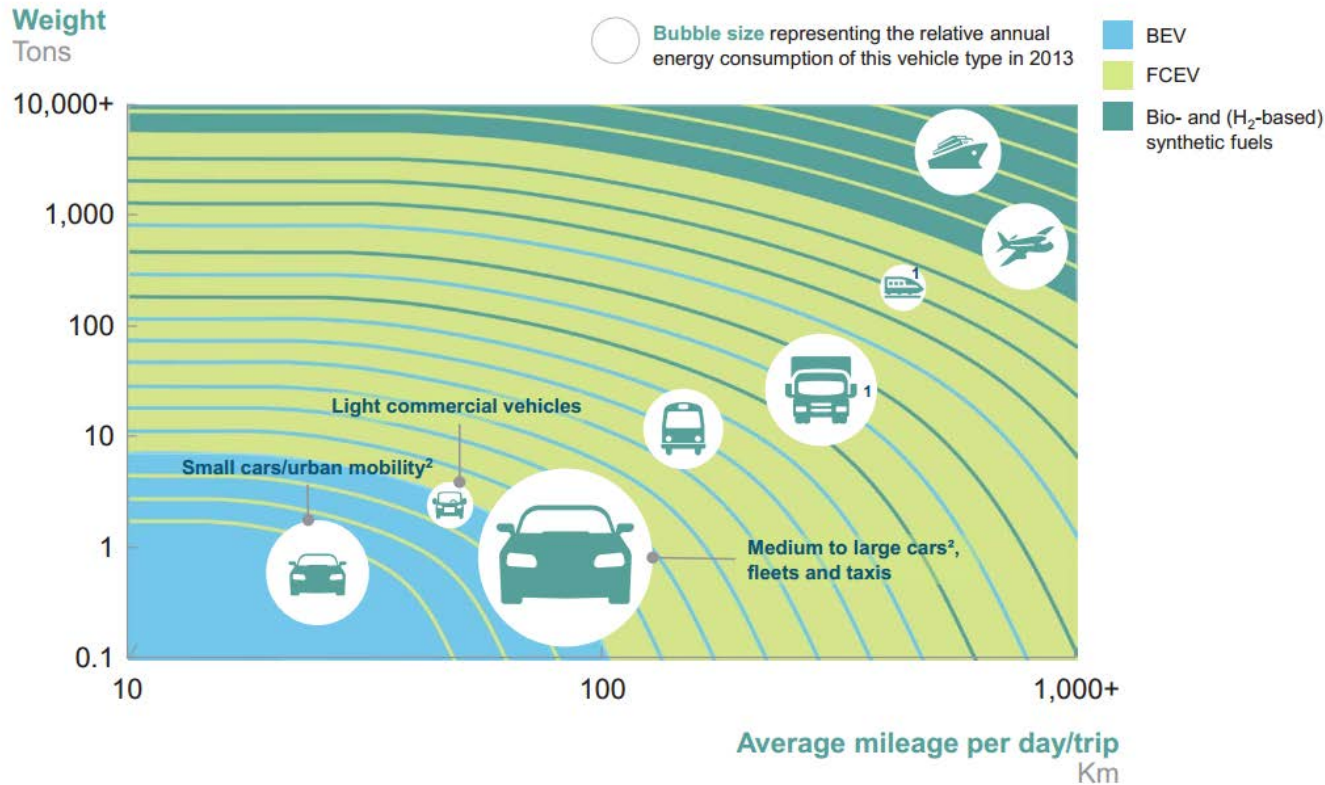 Weight
Tons
Bubble size representing the relative annual
energy consumption of this vehicle type in 2013
BEV
FCEV
Bio- and (H₂-based)
synthetic fuels
10,000+
1,000
100
10
1
0.1
1
1
Light commercial vehicles
Small cars/urban mobility²
Medium to large cars²,
fleets and taxis
10
100
1,000+
Average mileage per day/trip
Km